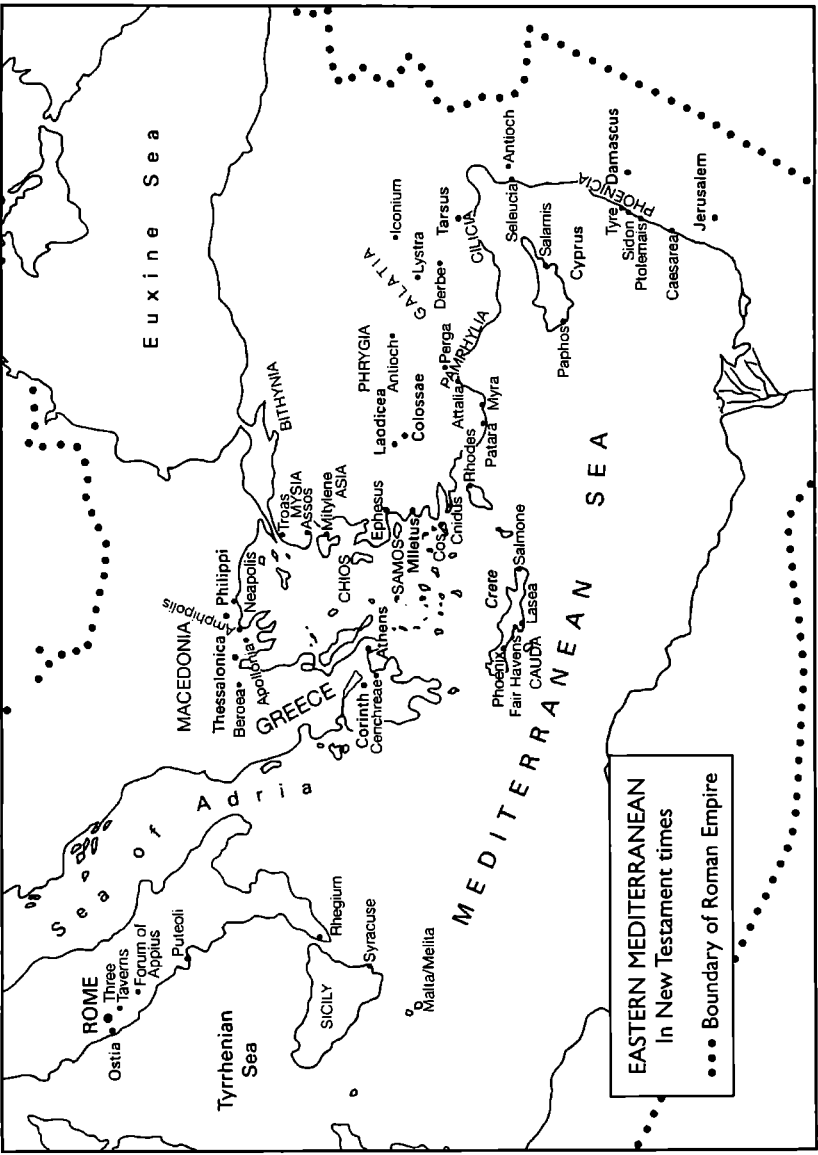 Euxine Sea
Sea of Adria
Tyrrhenian
Sea
MEDITERRANEAN SEA
ROME
Three
Taverns
Forum of
Appius
Ostia
Puteoli
Rhegium
SICILY
Syracuse
Malta/Melita
MACEDONIA
Thessalonica
Beroea
Apollonia
Amphipolis
Philippi
Neapolis
GREECE
Corinth
Cenchreae
Athens
Troas
MYSIA
Assos
Mitylene
ASIA
CHIOS
Ephesus
SAMOS
Miletus
Cos
Cnidus
Rhodes
BITHYNIA
PHRYGIA
Antioch
Laodicea
Colossae
GALATIA
Iconium
Lystra
Derbe
Tarsus
CILICIA
Perga
PAMPHYLIA
Attalia
Myra
Patara
Crete
Salmone
Lasea
Phoenix
Fair Havens
CAUDA
Antioch
Seleucia
Salamis
Cyprus
Paphos
PHOENICIA
Damascus
Tyre
Sidon
Ptolemais
Caesarea
Jerusalem
EASTERN MEDITERRANEAN
In New Testament times
Boundary of Roman Empire